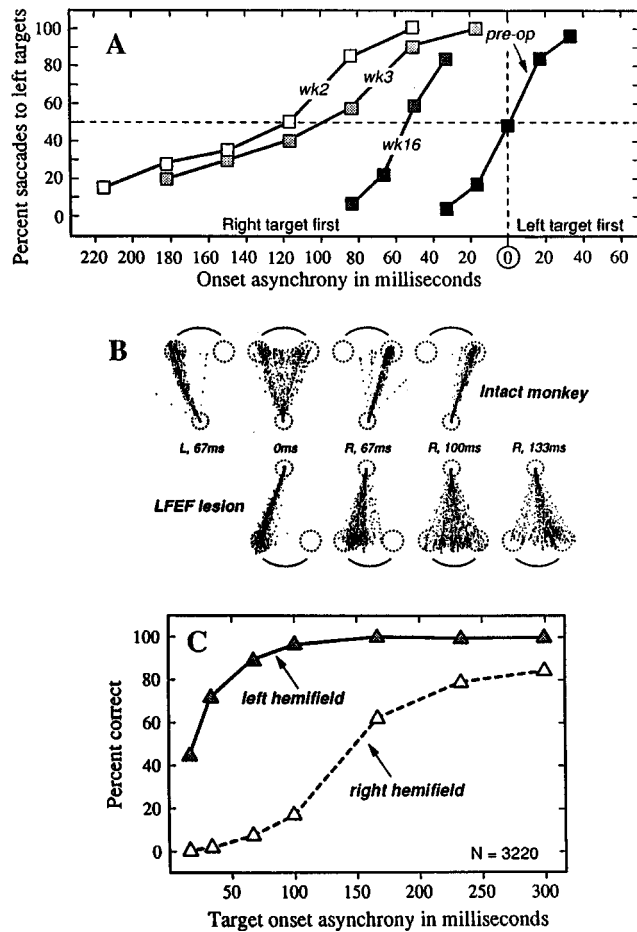 A
Percent saccades to left targets
100
80
60
40
20
0
wk2
wk3
wk16
pre-op
Right target first
Left target first
220 200 180 160 140 120 100 80 60 40 20 0 20 40 60
Onset asynchrony in milliseconds
B
Intact monkey
L, 67ms 0ms R, 67ms R, 100ms R, 133ms
LFEF lesion
C
Percent correct
100
80
60
40
20
0
left hemifield
right hemifield
N = 3220
50 100 150 200 250 300
Target onset asynchrony in milliseconds